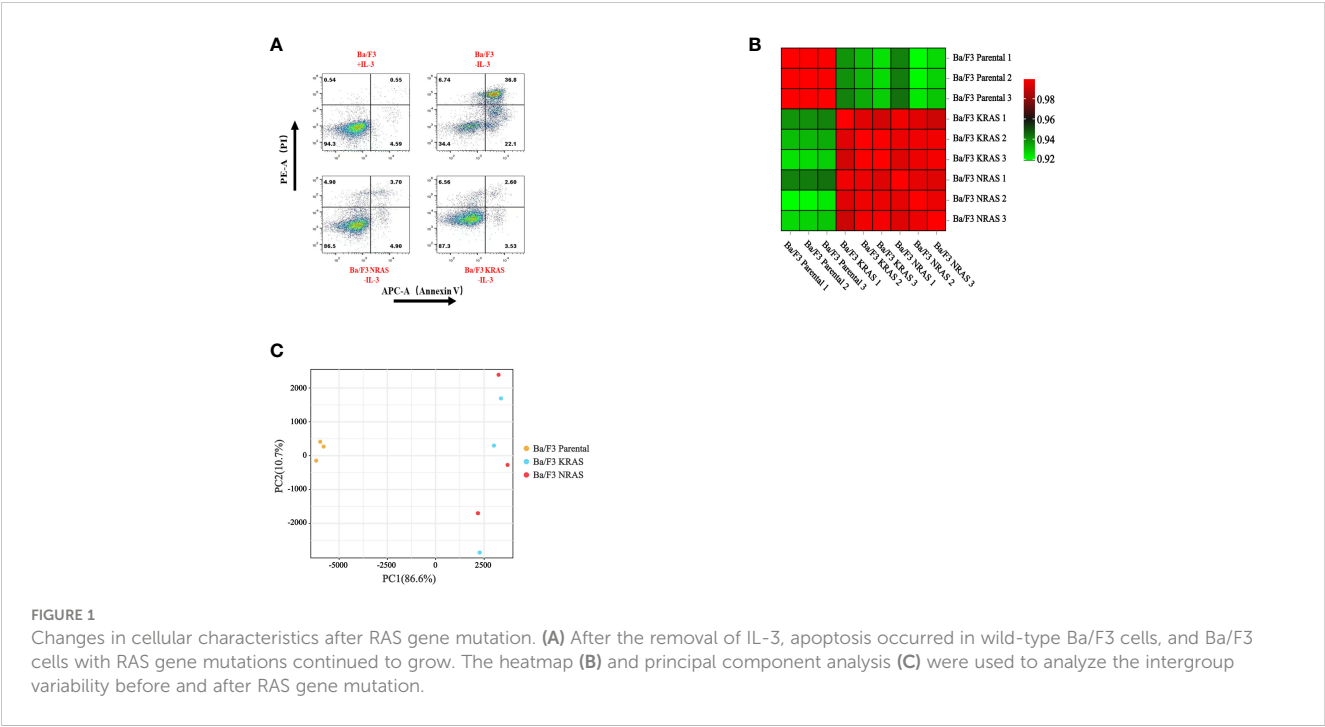 A
Ba/F3
+IL-3
Ba/F3
-IL-3
0.54
0.55
94.3
4.59
6.74
36.8
34.4
22.1
PE-A (PI)
4.90
3.70
86.5
4.90
6.56
2.60
87.3
3.53
Ba/F3 NRAS
-IL-3
Ba/F3 KRAS
-IL-3
APC-A (Annexin V)
B
Ba/F3 Parental 1
Ba/F3 Parental 2
Ba/F3 Parental 3
Ba/F3 KRAS 1
Ba/F3 KRAS 2
Ba/F3 KRAS 3
Ba/F3 NRAS 1
Ba/F3 NRAS 2
Ba/F3 NRAS 3
0.98
0.96
0.94
0.92
Ba/F3 Parental 1
Ba/F3 Parental 2
Ba/F3 Parental 3
Ba/F3 KRAS 1
Ba/F3 KRAS 2
Ba/F3 KRAS 3
Ba/F3 NRAS 1
Ba/F3 NRAS 2
Ba/F3 NRAS 3
C
PC2(10.7%)
2000
1000
0
-1000
-2000
-5000
-2500
0
2500
PC1(86.6%)
Ba/F3 Parental
Ba/F3 KRAS
Ba/F3 NRAS
FIGURE 1
Changes in cellular characteristics after RAS gene mutation. (A) After the removal of IL-3, apoptosis occurred in wild-type Ba/F3 cells, and Ba/F3
cells with RAS gene mutations continued to grow. The heatmap (B) and principal component analysis (C) were used to analyze the intergroup
variability before and after RAS gene mutation.